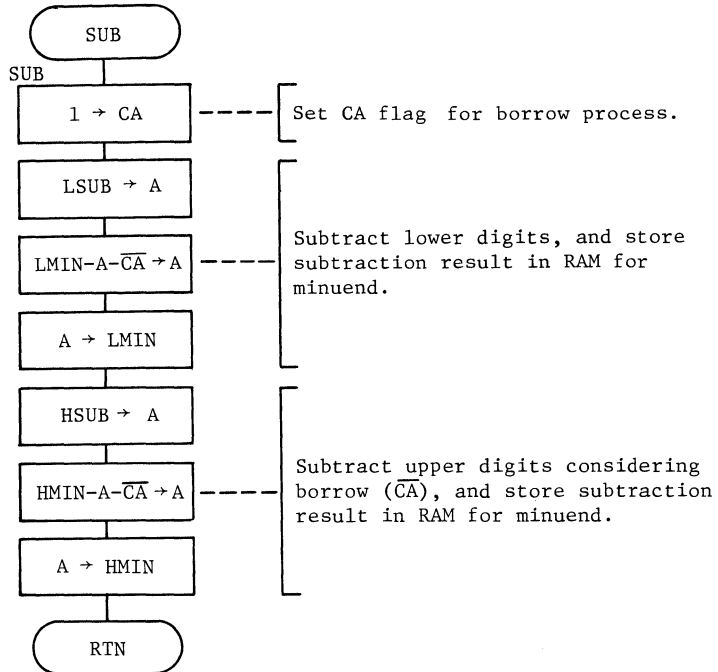 SUB
SUB
1 → CA
Set CA flag for borrow process.
LSUB → A
LMIN-A-C̅A̅ → A
Subtract lower digits, and store
subtraction result in RAM for
minuend.
A → LMIN
HSUB → A
HMIN-A-C̅A̅ → A
Subtract upper digits considering
borrow (C̅A̅), and store subtraction
result in RAM for minuend.
A → HMIN
RTN